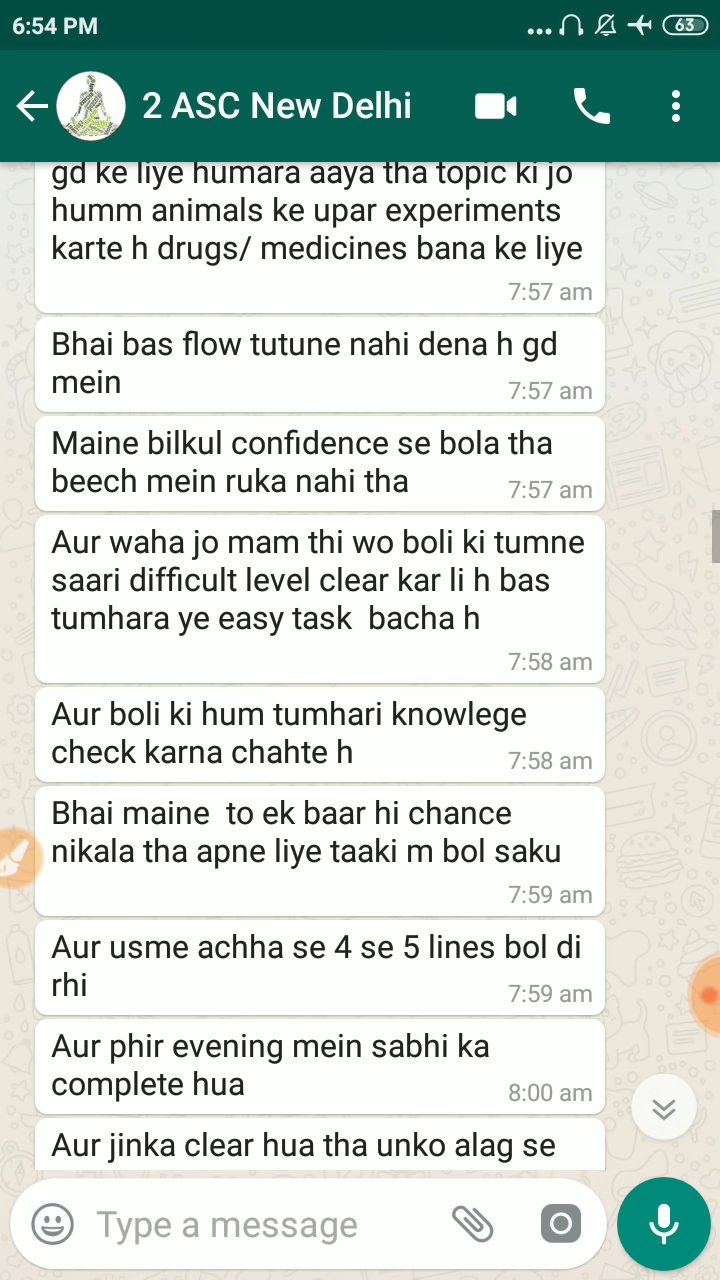 6:54 PM
63
2 ASC New Delhi
gd ke liye humara aaya tha topic ki jo
humm animals ke upar experiments
karte h drugs/ medicines bana ke liye
7:57 am
Bhai bas flow tutune nahi dena h gd
mein
7:57 am
Maine bilkul confidence se bola tha
beech mein ruka nahi tha
7:57 am
Aur waha jo mam thi wo boli ki tumne
saari difficult level clear kar li h bas
tumhara ye easy task  bacha h
7:58 am
Aur boli ki hum tumhari knowlege
check karna chahte h
7:58 am
Bhai maine  to ek baar hi chance
nikala tha apne liye taaki m bol saku
7:59 am
Aur usme achha se 4 se 5 lines bol di
rhi
7:59 am
Aur phir evening mein sabhi ka
complete hua
8:00 am
Aur jinka clear hua tha unko alag se
Type a message